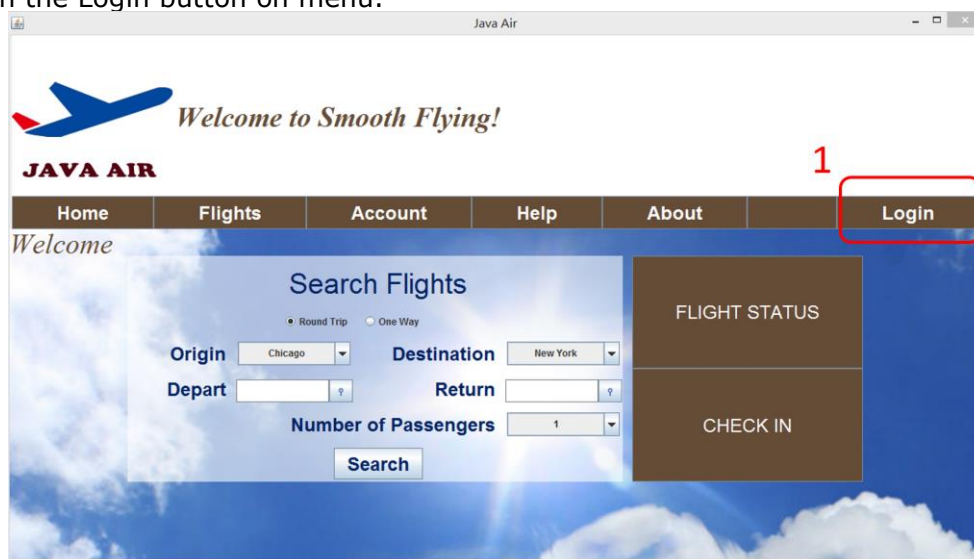 the Login button on menu.
Java Air
Welcome to Smooth Flying!
JAVA AIR
1
Home Flights Account Help About Login
Welcome
Search Flights
Round Trip One Way
Origin Chicago Destination New York
Depart ? Return ?
Number of Passengers 1
Search
FLIGHT STATUS
CHECK IN